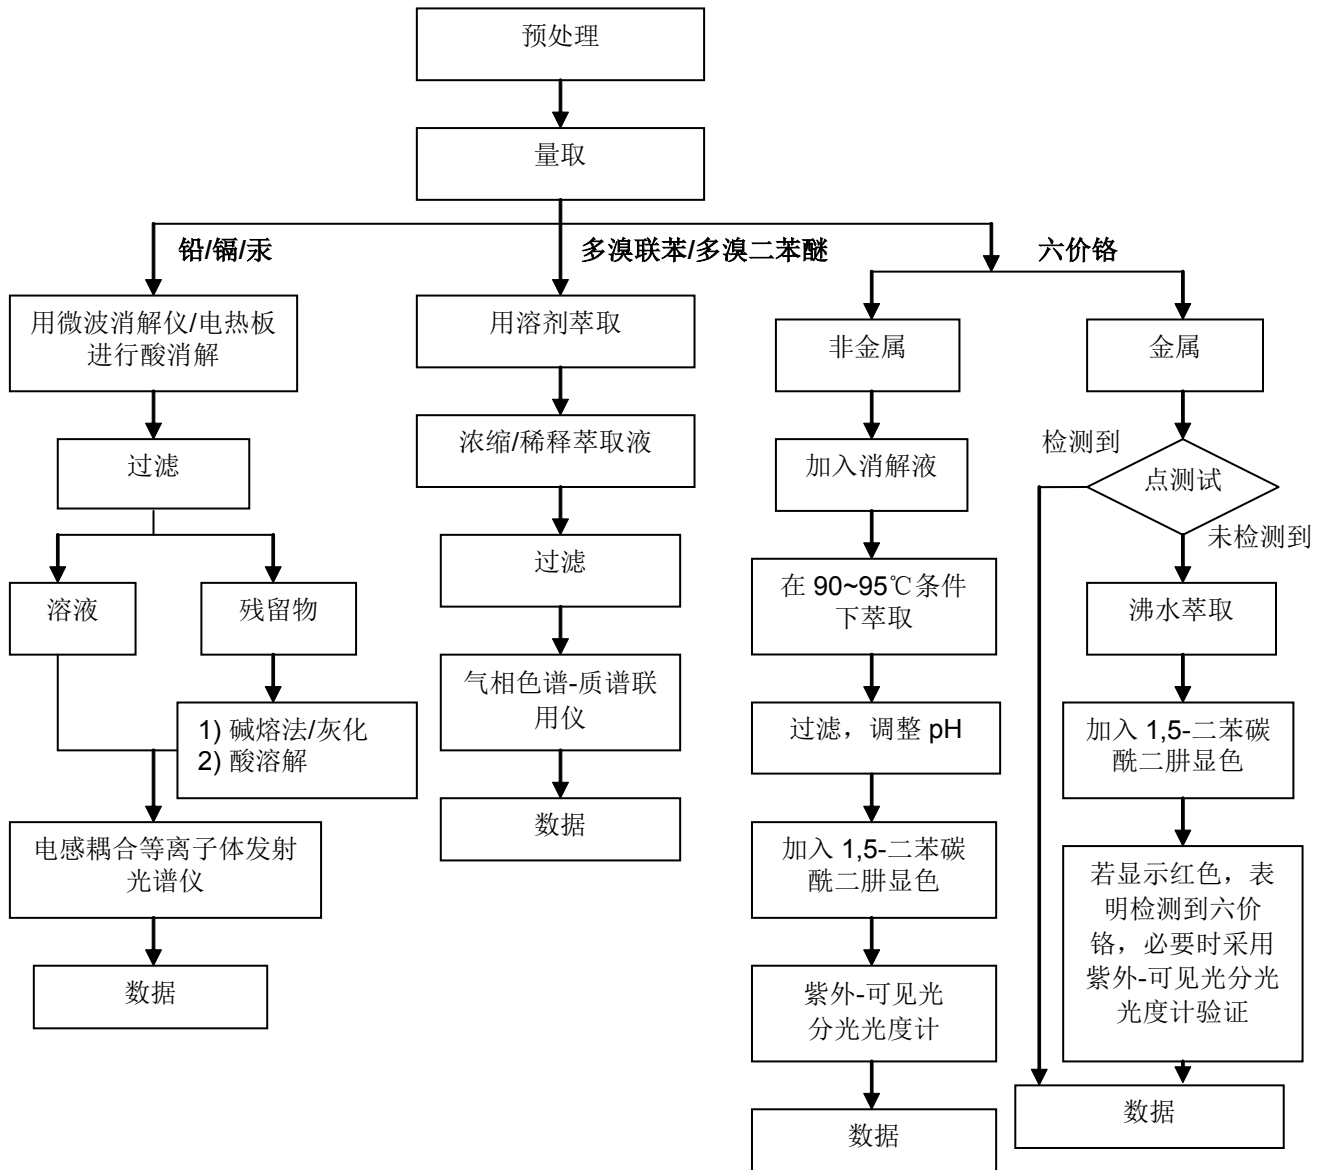 预处理
量取
铅/镉/汞
多溴联苯/多溴二苯醚
六价铬
用微波消解仪/电热板
进行酸消解
过滤
溶液
残留物
1) 碱熔法/灰化
2) 酸溶解
电感耦合等离子体发射
光谱仪
数据
用溶剂萃取
浓缩/稀释萃取液
过滤
气相色谱-质谱联
用仪
数据
非金属
加入消解液
在 90~95℃条件
下萃取
过滤，调整 pH
加入 1,5-二苯碳
酰二肼显色
紫外-可见光
分光光度计
数据
金属
检测到
点测试
未检测到
沸水萃取
加入 1,5-二苯碳
酰二肼显色
若显示红色，表
明检测到六价
铬，必要时采用
紫外-可见光分光
光度计验证
数据